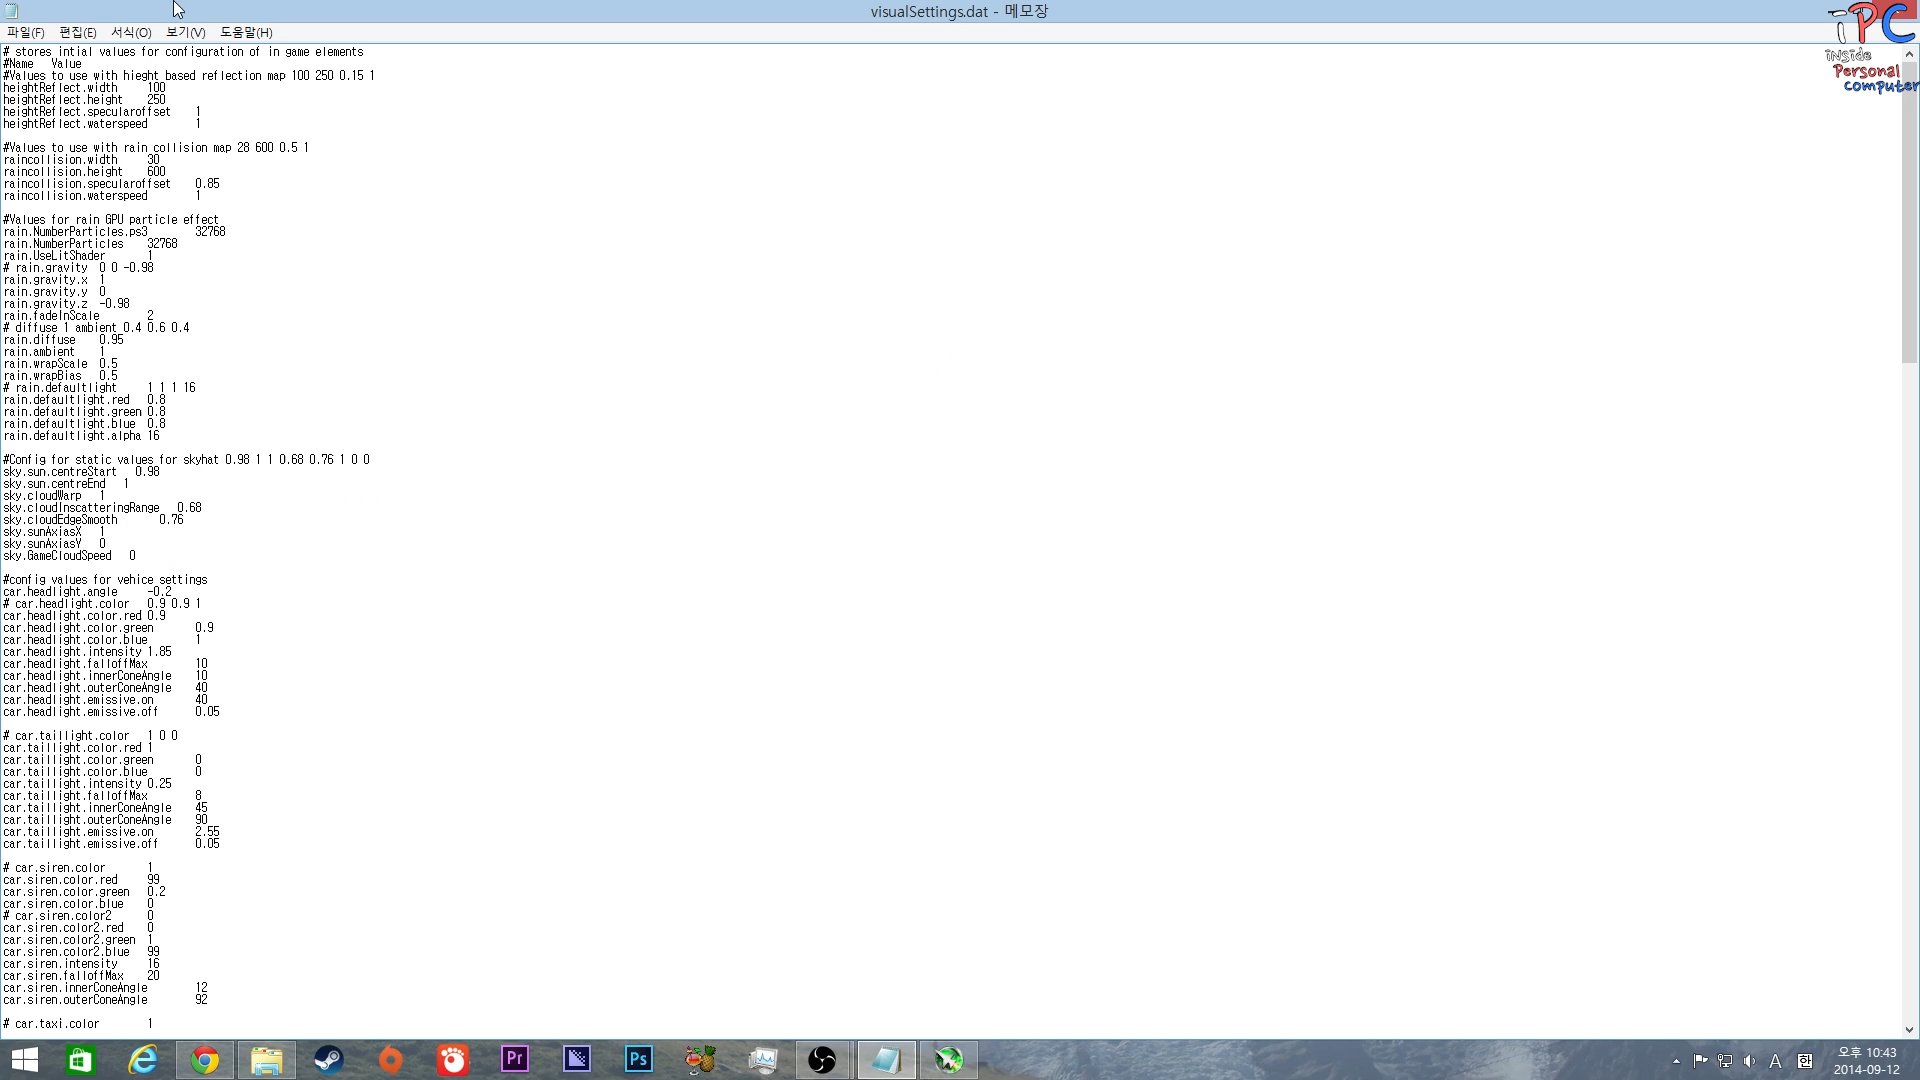 visualSettings.dat - 메모장
파일(F) 편집(E) 서식(O) 보기(V) 도움말(H)
iPC
iNSide
Personal
Computer
# stores intial values for configuration of in game elements
#Name Value
#Values to use with hieght based reflection map 100 250 0.15 1
heightReflect.width 100
heightReflect.height 250
heightReflect.specularoffset 1
heightReflect.waterspeed 1
#Values to use with rain collision map 28 600 0.5 1
raincollision.width 30
raincollision.height 600
raincollision.specularoffset 0.85
raincollision.waterspeed 1
#Values for rain GPU particle effect
rain.NumberParticles.ps3 32768
rain.NumberParticles 32768
rain.UseLitShader 1
# rain.gravity 0 0 -0.98
rain.gravity.x 1
rain.gravity.y 0
rain.gravity.z -0.98
rain.fadeInScale 2
# diffuse 1 ambient 0.4 0.6 0.4
rain.diffuse 0.95
rain.ambient 1
rain.wrapScale 0.5
rain.wrapBias 0.5
# rain.defaultlight 1 1 1 16
rain.defaultlight.red 0.8
rain.defaultlight.green 0.8
rain.defaultlight.blue 0.8
rain.defaultlight.alpha 16
#Config for static values for skyhat 0.98 1 1 0.68 0.76 1 0 0
sky.sun.centreStart 0.98
sky.sun.centreEnd 1
sky.cloudWarp 1
sky.cloudInscatteringRange 0.68
sky.cloudEdgeSmooth 0.76
sky.sunAxiasX 1
sky.sunAxiasY 0
sky.GameCloudSpeed 0
#config values for vehice settings
car.headlight.angle -0.2
# car.headlight.color 0.9 0.9 1
car.headlight.color.red 0.9
car.headlight.color.green 0.9
car.headlight.color.blue 1
car.headlight.intensity 1.85
car.headlight.falloffMax 10
car.headlight.innerConeAngle 10
car.headlight.outerConeAngle 40
car.headlight.emissive.on 40
car.headlight.emissive.off 0.05
# car.taillight.color 1 0 0
car.taillight.color.red 1
car.taillight.color.green 0
car.taillight.color.blue 0
car.taillight.intensity 0.25
car.taillight.falloffMax 8
car.taillight.innerConeAngle 45
car.taillight.outerConeAngle 90
car.taillight.emissive.on 2.55
car.taillight.emissive.off 0.05
# car.siren.color 1
car.siren.color.red 99
car.siren.color.green 0.2
car.siren.color.blue 0
# car.siren.color2 0
car.siren.color2.red 0
car.siren.color2.green 1
car.siren.color2.blue 99
car.siren.intensity 16
car.siren.falloffMax 20
car.siren.innerConeAngle 12
car.siren.outerConeAngle 92
# car.taxi.color 1
Pr
Ps
A 한
오후 10:43
2014-09-12